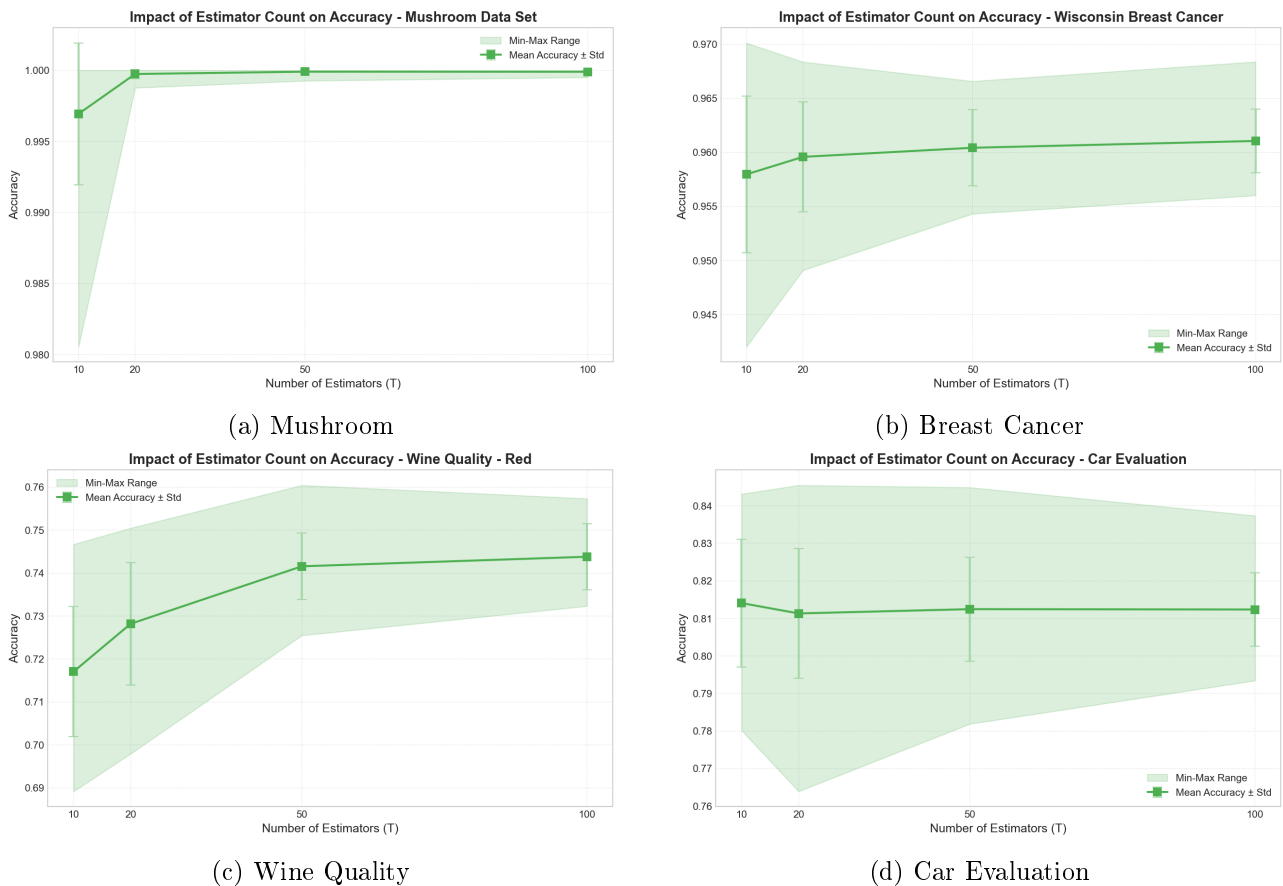 Impact of Estimator Count on Accuracy - Mushroom Data Set
Min-Max Range
Mean Accuracy ± Std
1.000
0.995
0.990
0.985
0.980
Accuracy
10
20
50
100
Number of Estimators (T)
(a) Mushroom
Impact of Estimator Count on Accuracy - Wisconsin Breast Cancer
0.970
0.965
0.960
0.955
0.950
0.945
Accuracy
Min-Max Range
Mean Accuracy ± Std
10
20
50
100
Number of Estimators (T)
(b) Breast Cancer
Impact of Estimator Count on Accuracy - Wine Quality - Red
Min-Max Range
Mean Accuracy ± Std
0.76
0.75
0.74
0.73
0.72
0.71
0.70
0.69
Accuracy
10
20
50
100
Number of Estimators (T)
(c) Wine Quality
Impact of Estimator Count on Accuracy - Car Evaluation
0.84
0.83
0.82
0.81
0.80
0.79
0.78
0.77
0.76
Accuracy
Min-Max Range
Mean Accuracy ± Std
10
20
50
100
Number of Estimators (T)
(d) Car Evaluation